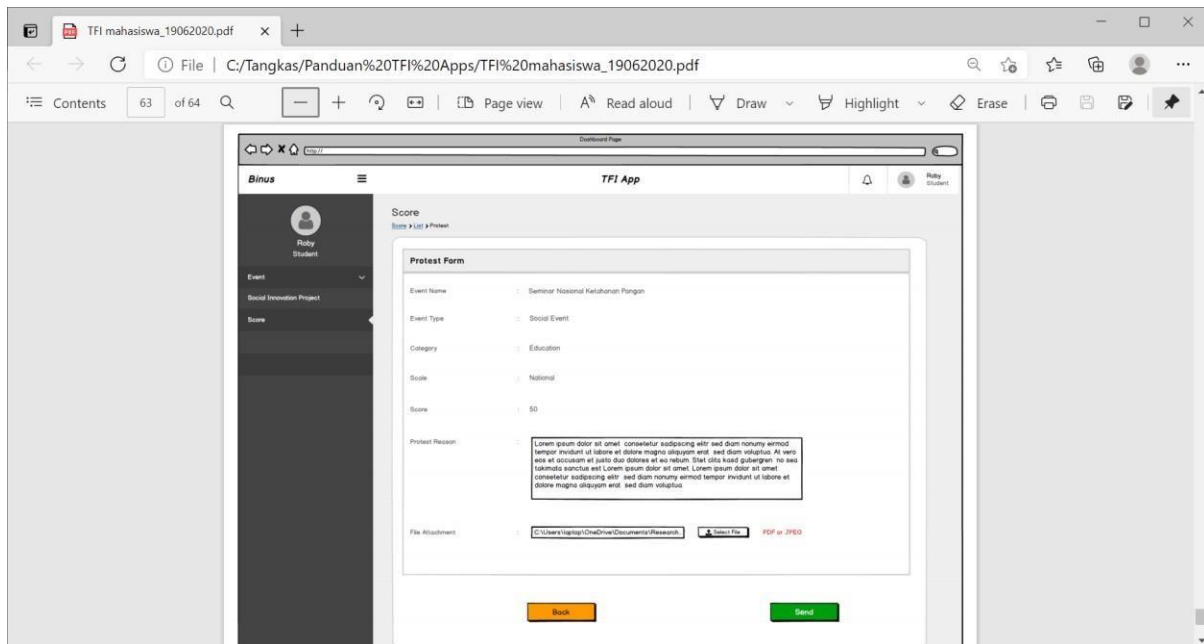 TFI mahasiswa_19062020.pdf
File | C:/Tangkas/Panduan%20TFI%20Apps/TFI%20mahasiswa_19062020.pdf
Contents 63 of 64 Page view Read aloud Draw Highlight Erase
Dashboard Page
http://
Binus TFI App Roby
Student
Roby
Student
Event
Social Innovation Project
Score
Score
Score > List > Protest
Protest Form
Event Name : Seminar Nasional Ketahanan Pangan
Event Type : Social Event
Category : Education
Scale : National
Score : 50
Protest Reason :
Lorem ipsum dolor sit amet consetetur sadipscing elitr sed diam nonumy eirmod
tempor invidunt ut labore et dolore magna aliquyam erat sed diam voluptua. At vero
eos et accusam et justo duo dolores et ea rebum. Stet clita kasd gubergren no sea
takimata sanctus est Lorem ipsum dolor sit amet. Lorem ipsum dolor sit amet
consetetur sadipscing elitr sed diam nonumy eirmod tempor invidunt ut labore et
dolore magna aliquyam erat sed diam voluptua
File Attachment : C:\Users\laptop\OneDrive\Documents\Research. Select File PDF or JPEG
Back Send